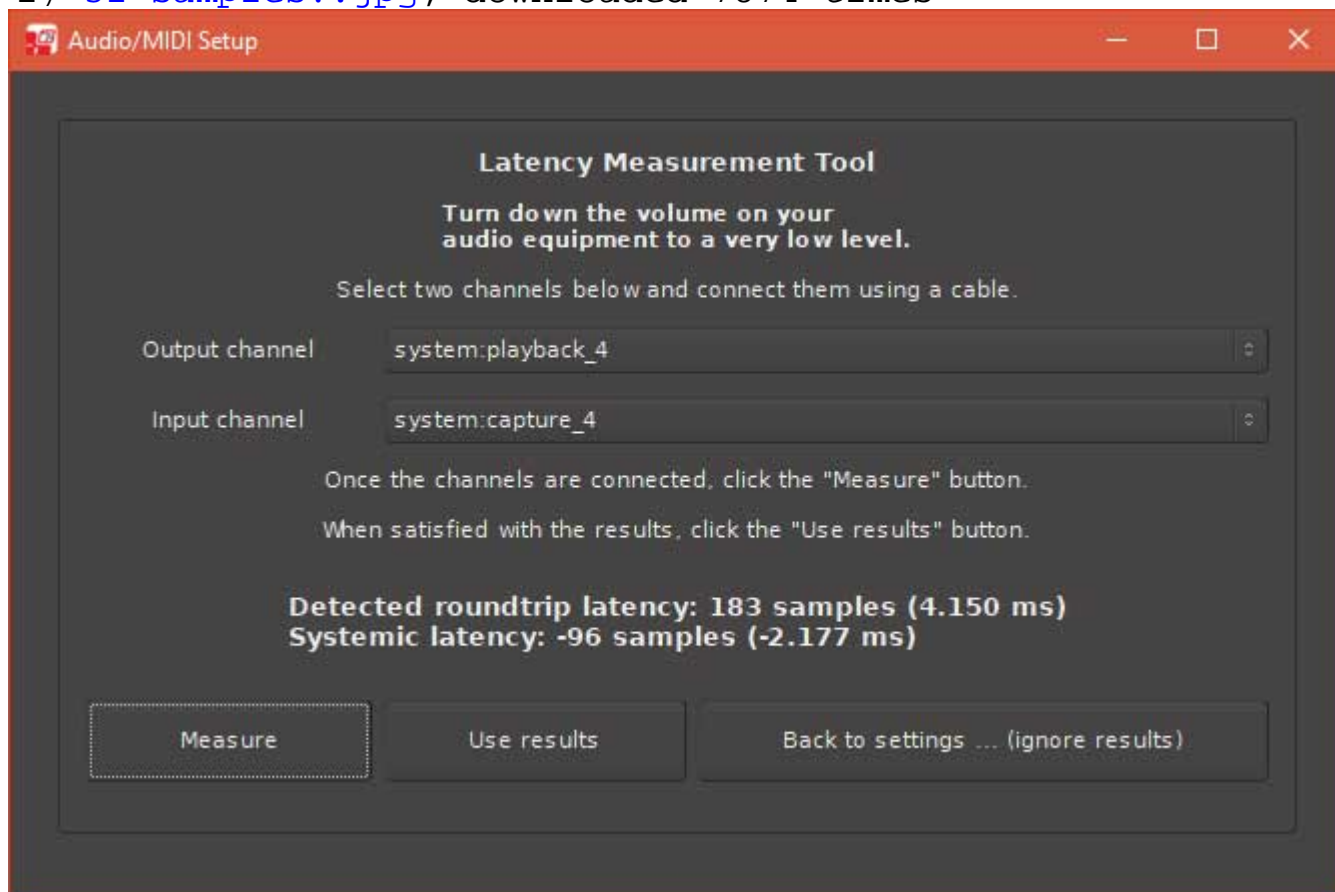 Audio/MIDI Setup
Latency Measurement Tool
Turn down the volume on your
audio equipment to a very low level.
Select two channels below and connect them using a cable.
Output channel system:playback_4
Input channel system:capture_4
Once the channels are connected, click the "Measure" button.
When satisfied with the results, click the "Use results" button.
Detected roundtrip latency: 183 samples (4.150 ms)
Systemic latency: -96 samples (-2.177 ms)
Measure Use results Back to settings ... (ignore results)